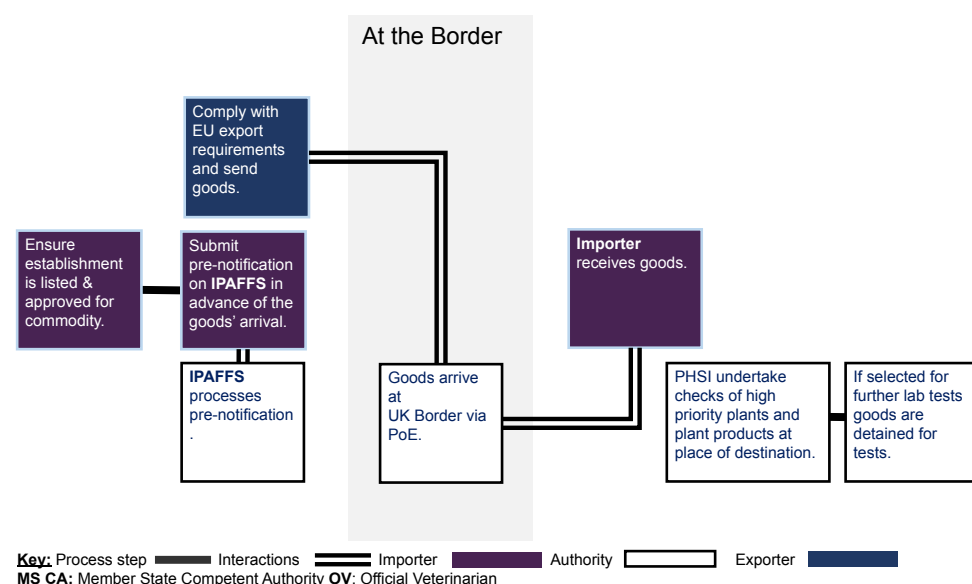 At the Border
Comply with
EU export
requirements
and send
goods.
Ensure
establishment
is listed &
approved for
commodity.
Submit
pre-notification
on IPAFFS in
advance of the
goods' arrival.
Importer
receives goods.
IPAFFS
processes
pre-notification
.
Goods arrive
at
UK Border via
PoE.
PHSI undertake
checks of high
priority plants and
plant products at
place of destination.
If selected for
further lab tests
goods are
detained for
tests.
Key: Process step Interactions Importer Authority Exporter
MS CA: Member State Competent Authority OV: Official Veterinarian